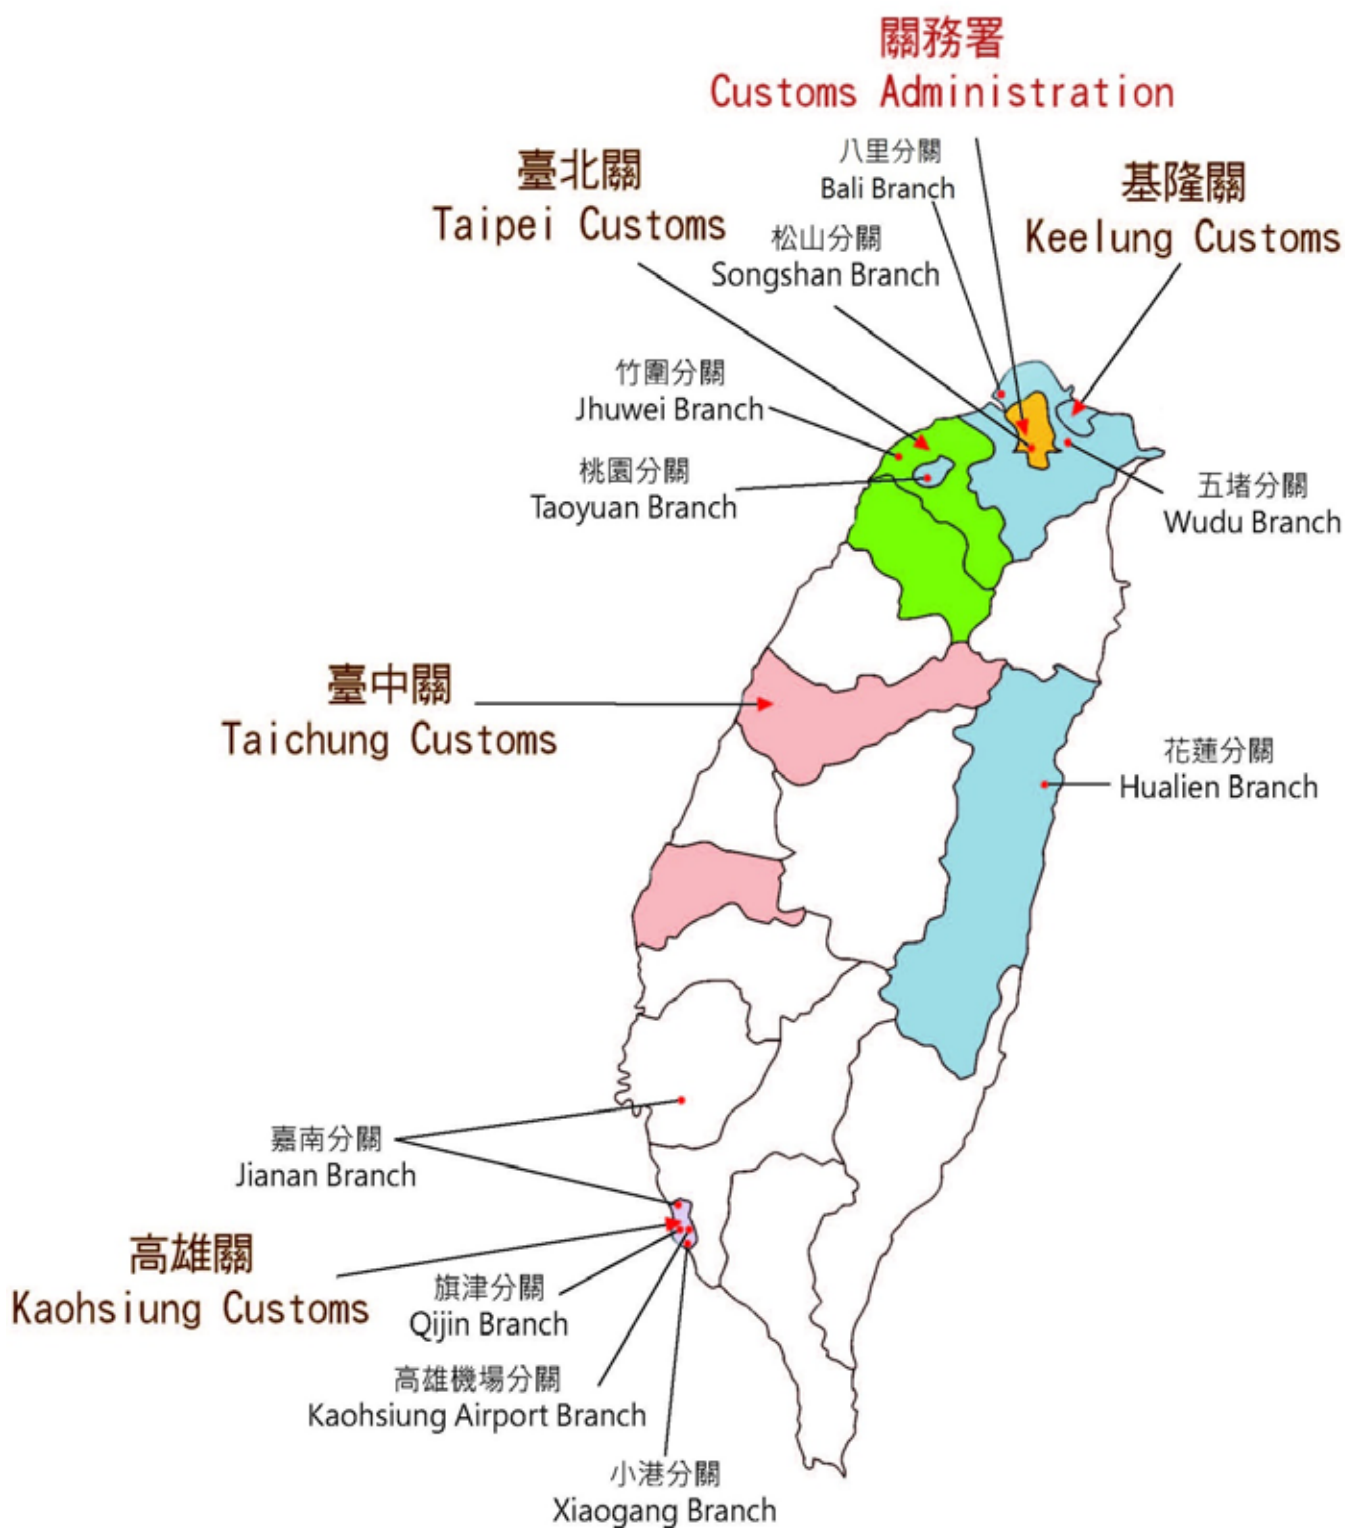 關務署
Customs Administration
八里分關
Bali Branch
臺北關
Taipei Customs
基隆關
Keelung Customs
松山分關
Songshan Branch
竹圍分關
Jhuwei Branch
桃園分關
Taoyuan Branch
五堵分關
Wudu Branch
臺中關
Taichung Customs
花蓮分關
Hualien Branch
嘉南分關
Jianan Branch
高雄關
Kaohsiung Customs
旗津分關
Qijin Branch
高雄機場分關
Kaohsiung Airport Branch
小港分關
Xiaogang Branch